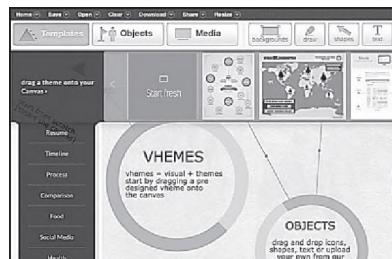 Home Save Open Clear Download Share Resize
Templates Objects Media backgrounds draw shapes text
drag a theme onto your
Canvas
Start fresh
Resume
Timeline
Process
Comparison
Food
Social Media
Health
VHEMES
vhemes = visual + themes
start by dragging a pre
designed vheme onto
the canvas
OBJECTS
drag and drop icons,
shapes, text or upload
your own from our